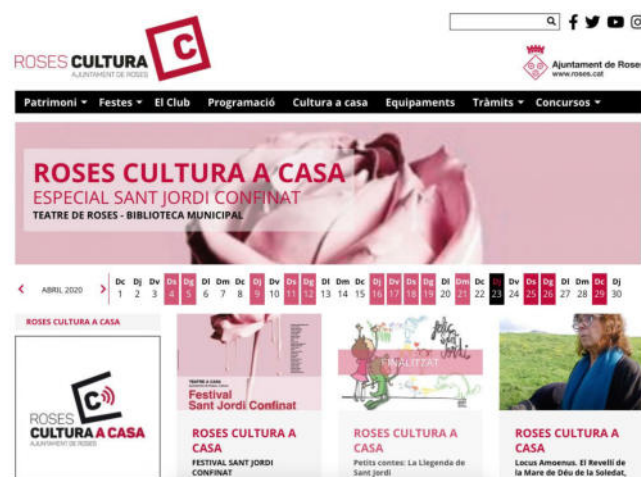 ROSES CULTURA
AJUNTAMENT DE ROSES
C
Ajuntament de Roses
www.roses.cat
Patrimoni Festes El Club Programació Cultura a casa Equipaments Tràmits Concursos
ROSES CULTURA A CASA
ESPECIAL SANT JORDI CONFINAT
TEATRE DE ROSES - BIBLIOTECA MUNICIPAL
ABRIL 2020
Dc Dj Dv Ds Dg Dl Dm Dc Dj Dv Ds Dg Dl Dm Dc Dj Dv Ds Dg Dl Dm Dc Dj Dv Ds Dg Dl Dm Dc Dj
1 2 3 4 5 6 7 8 9 10 11 12 13 14 15 16 17 18 19 20 21 22 23 24 25 26 27 28 29 30
ROSES CULTURA A CASA
C
ROSES
CULTURA A CASA
AJUNTAMENT DE ROSES
TEATRE A CASA
Festival
Sant Jordi Confinat
ROSES CULTURA A
CASA
FESTIVAL SANT JORDI
CONFINAT
feliç
sant
Jordi
FINALITZAT
ROSES CULTURA A
CASA
Petits contes: La Llegenda de
Sant Jordi
ROSES CULTURA A
CASA
Locus Amoenus. El Revelli de
la Mare de Déu de la Soledat,